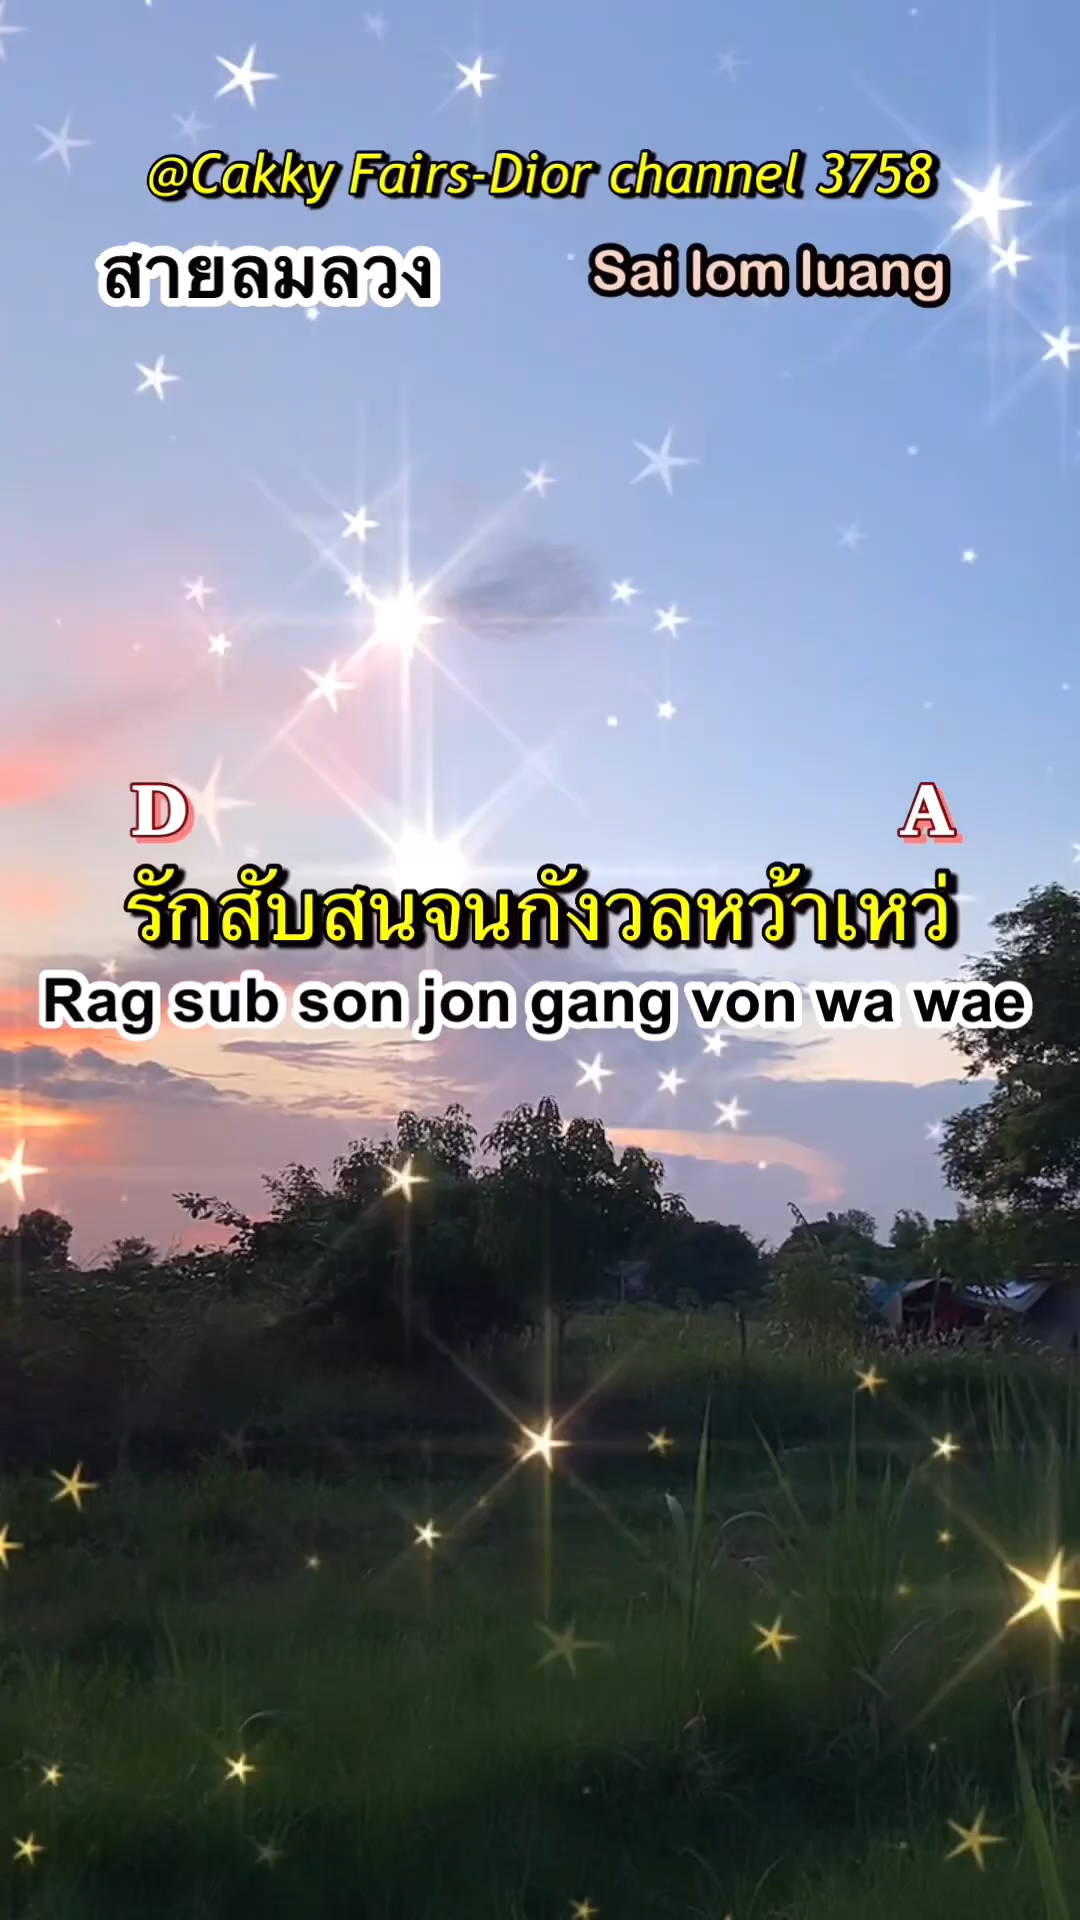 @Cakky Fairs-Dior channel 3758
สายลมลวง Sai lom luang
D A
รักสับสนจนกังวลหว้าเหว่
Rag sub son jon gang von wa wae